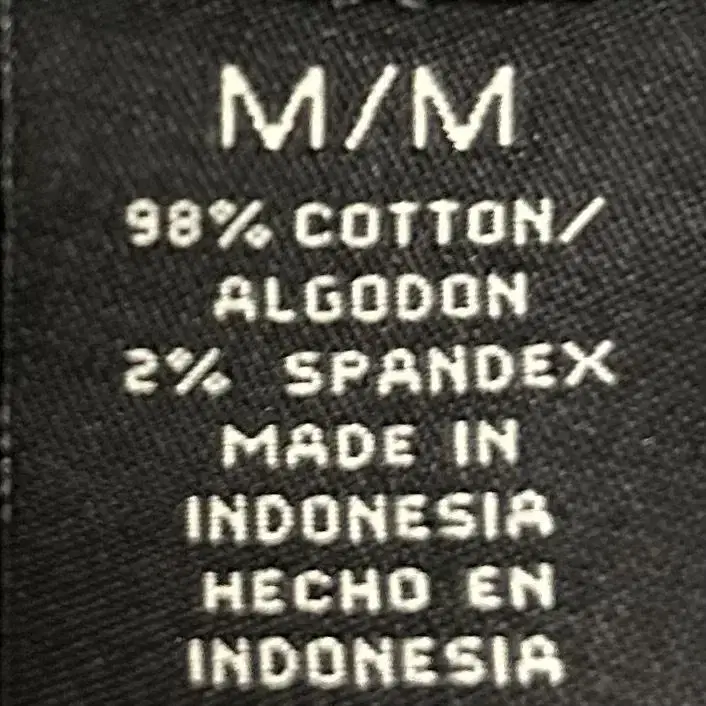 M/M
98% COTTON/
ALGODON
2% SPANDEX
MADE IN
INDONESIA
HECHO EN
INDONESIA